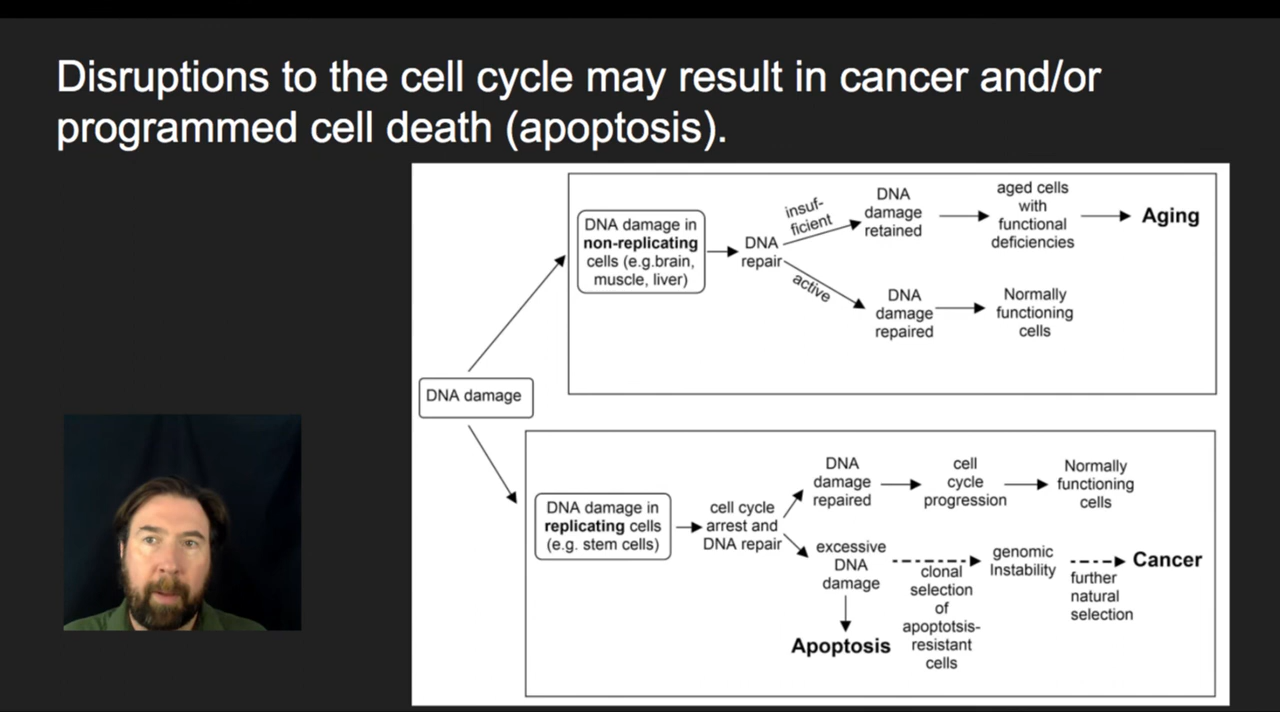 Disruptions to the cell cycle may result in cancer and/or
programmed cell death (apoptosis).
DNA damage
DNA damage in
non-replicating
cells (e.g.brain,
muscle, liver)
DNA
repair
insuf-
ficient
DNA
damage
retained
aged cells
with
functional
deficiencies
Aging
active
DNA
damage
repaired
Normally
functioning
cells
DNA damage in
replicating cells
(e.g. stem cells)
cell cycle
arrest and
DNA repair
DNA
damage
repaired
cell
cycle
progression
Normally
functioning
cells
excessive
DNA
damage
Apoptosis
clonal
selection
of
apoptotsis-
resistant
cells
genomic
Instability
further
natural
selection
Cancer